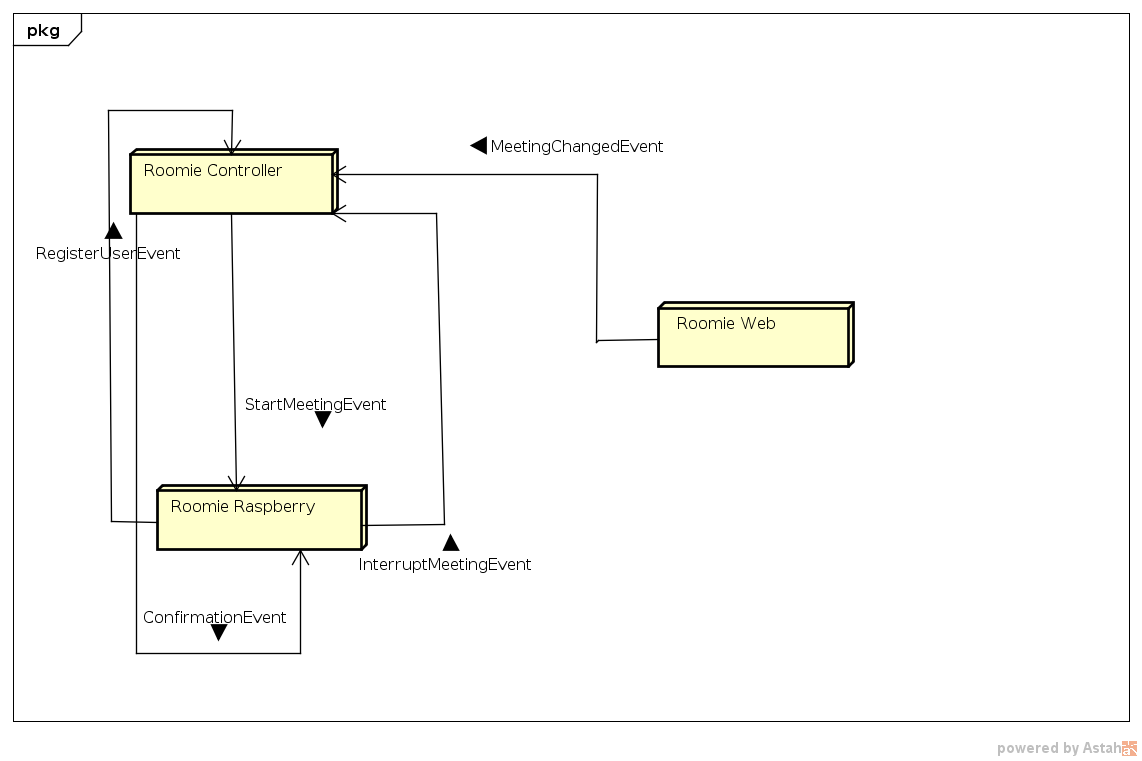 pkg
MeetingChangedEvent
Roomie Controller
RegisterUserEvent
Roomie Web
StartMeetingEvent
Roomie Raspberry
InterruptMeetingEvent
ConfirmationEvent
powered by Astah